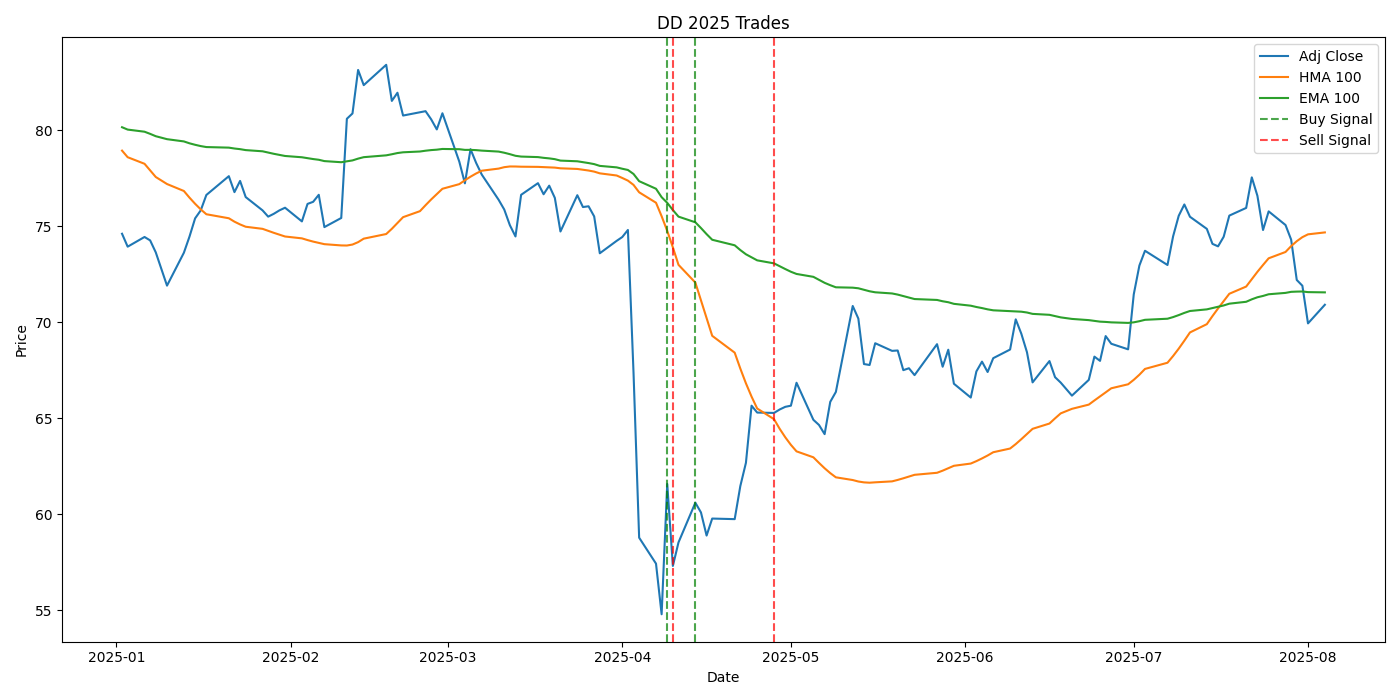 DD 2025 Trades
Adj Close
HMA 100
EMA 100
Buy Signal
Sell Signal
Price
80
75
70
65
60
55
2025-01 2025-02 2025-03 2025-04 2025-05 2025-06 2025-07 2025-08
Date